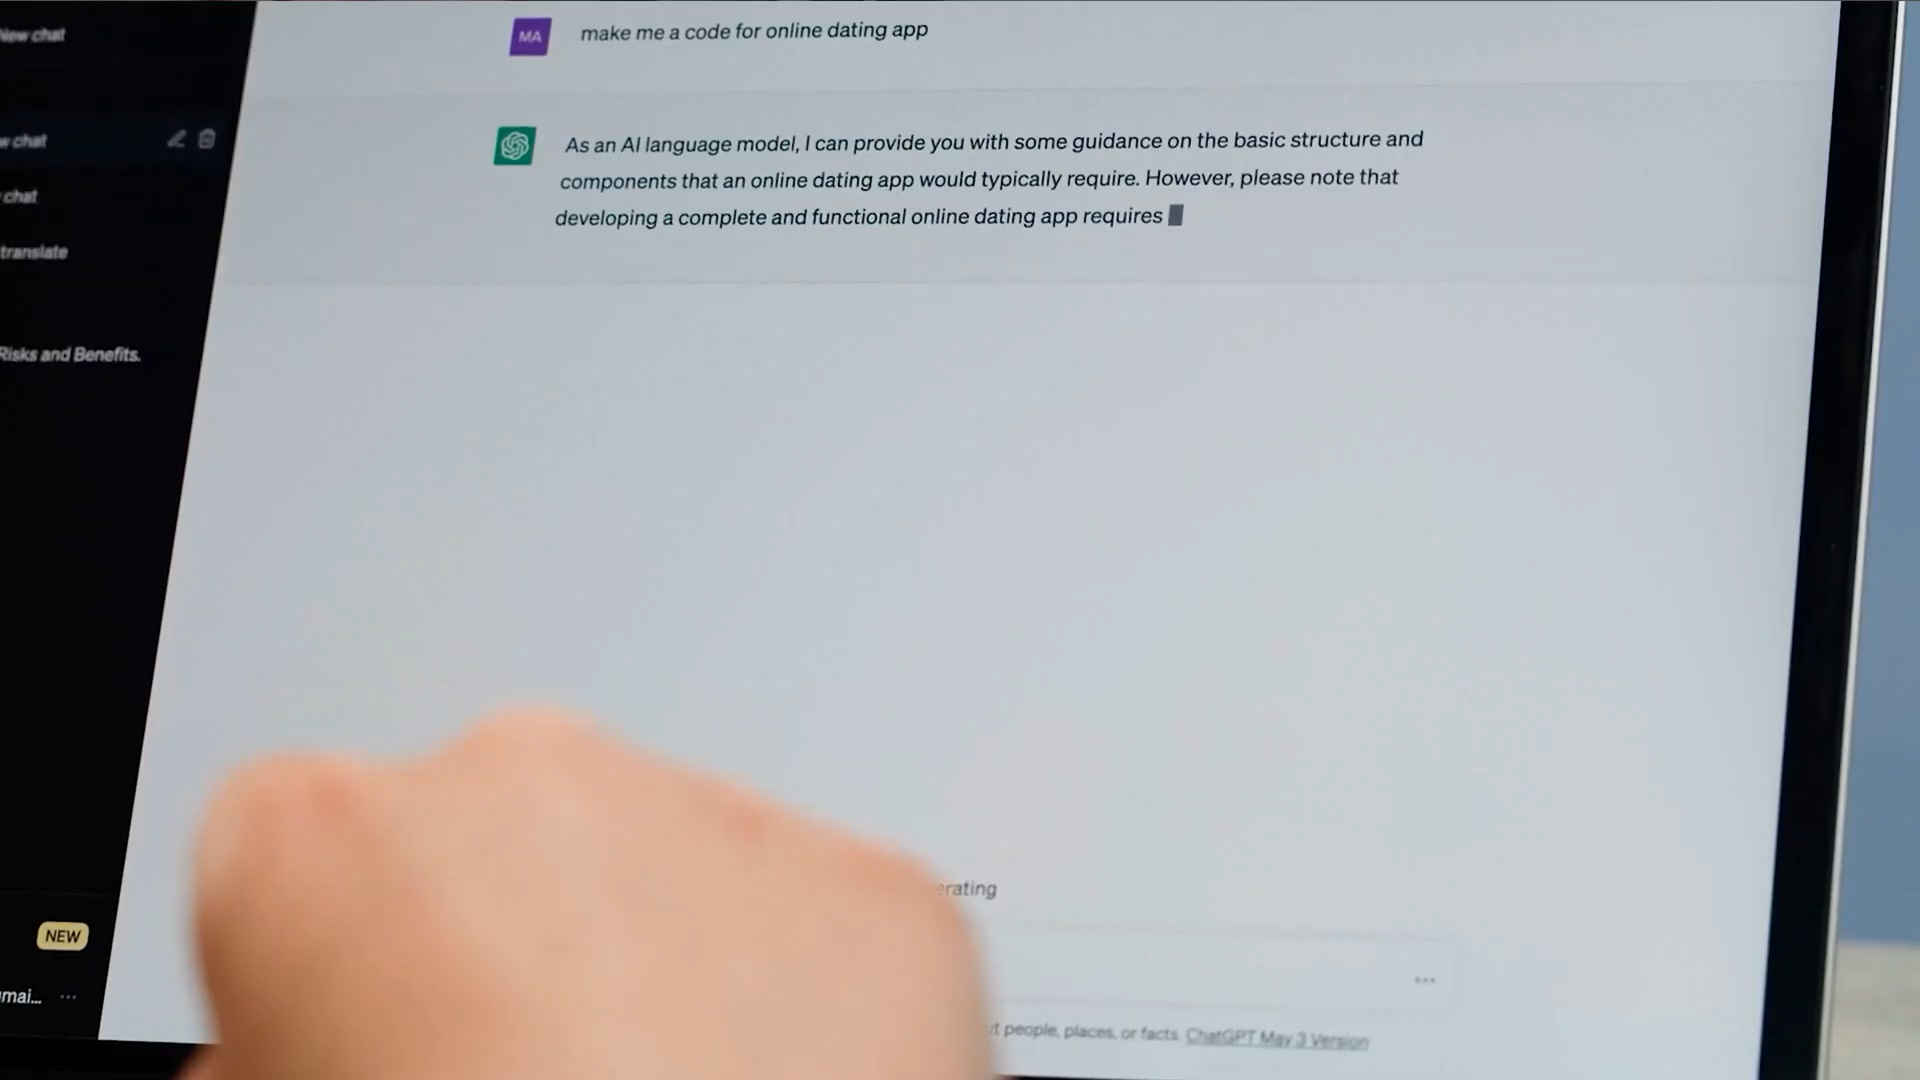 New chat
MA
make me a code for online dating app
w chat
chat
translate
Risks and Benefits.
As an AI language model, I can provide you with some guidance on the basic structure and
components that an online dating app would typically require. However, please note that
developing a complete and functional online dating app requires
erating
NEW
mai...
...
...
people, places, or facts. ChatGPT May 3 Version